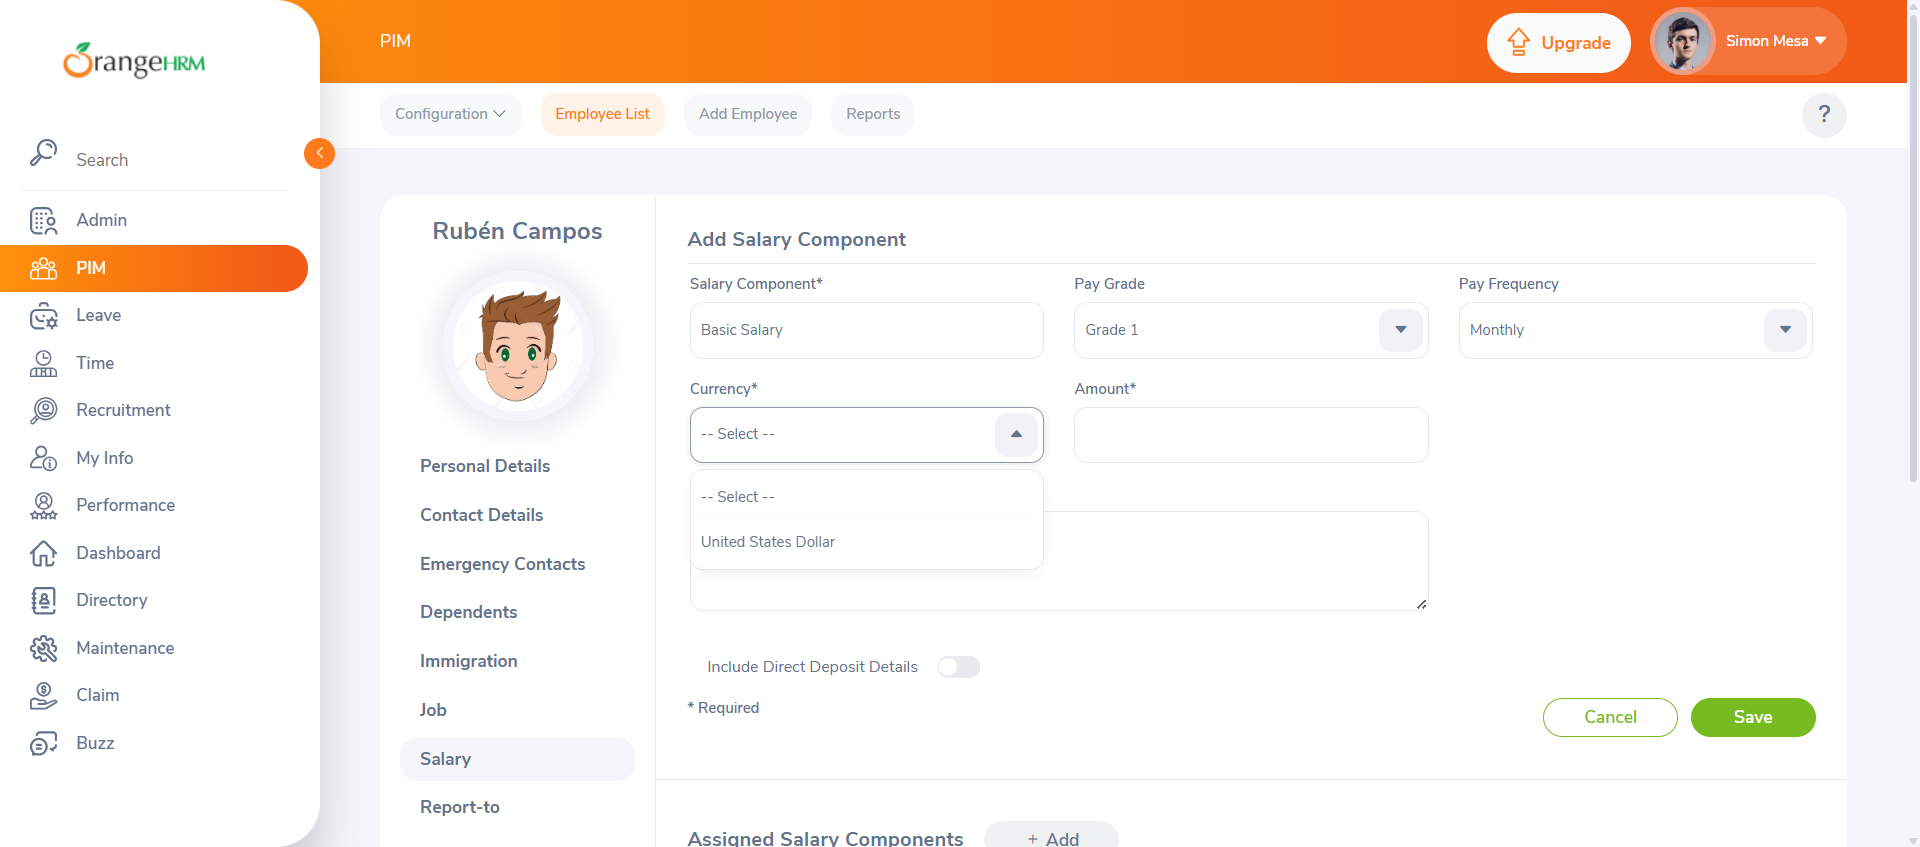 OrangeHRM
PIM
Upgrade
Simon Mesa
Configuration
Employee List
Add Employee
Reports
?
Search
Admin
PIM
Leave
Time
Recruitment
My Info
Performance
Dashboard
Directory
Maintenance
Claim
Buzz
Rubén Campos
Personal Details
Contact Details
Emergency Contacts
Dependents
Immigration
Job
Salary
Report-to
Add Salary Component
Salary Component*
Pay Grade
Pay Frequency
Basic Salary
Grade 1
Monthly
Currency*
Amount*
-- Select --
-- Select --
United States Dollar
Include Direct Deposit Details
* Required
Cancel
Save
Assigned Salary Components
+ Add